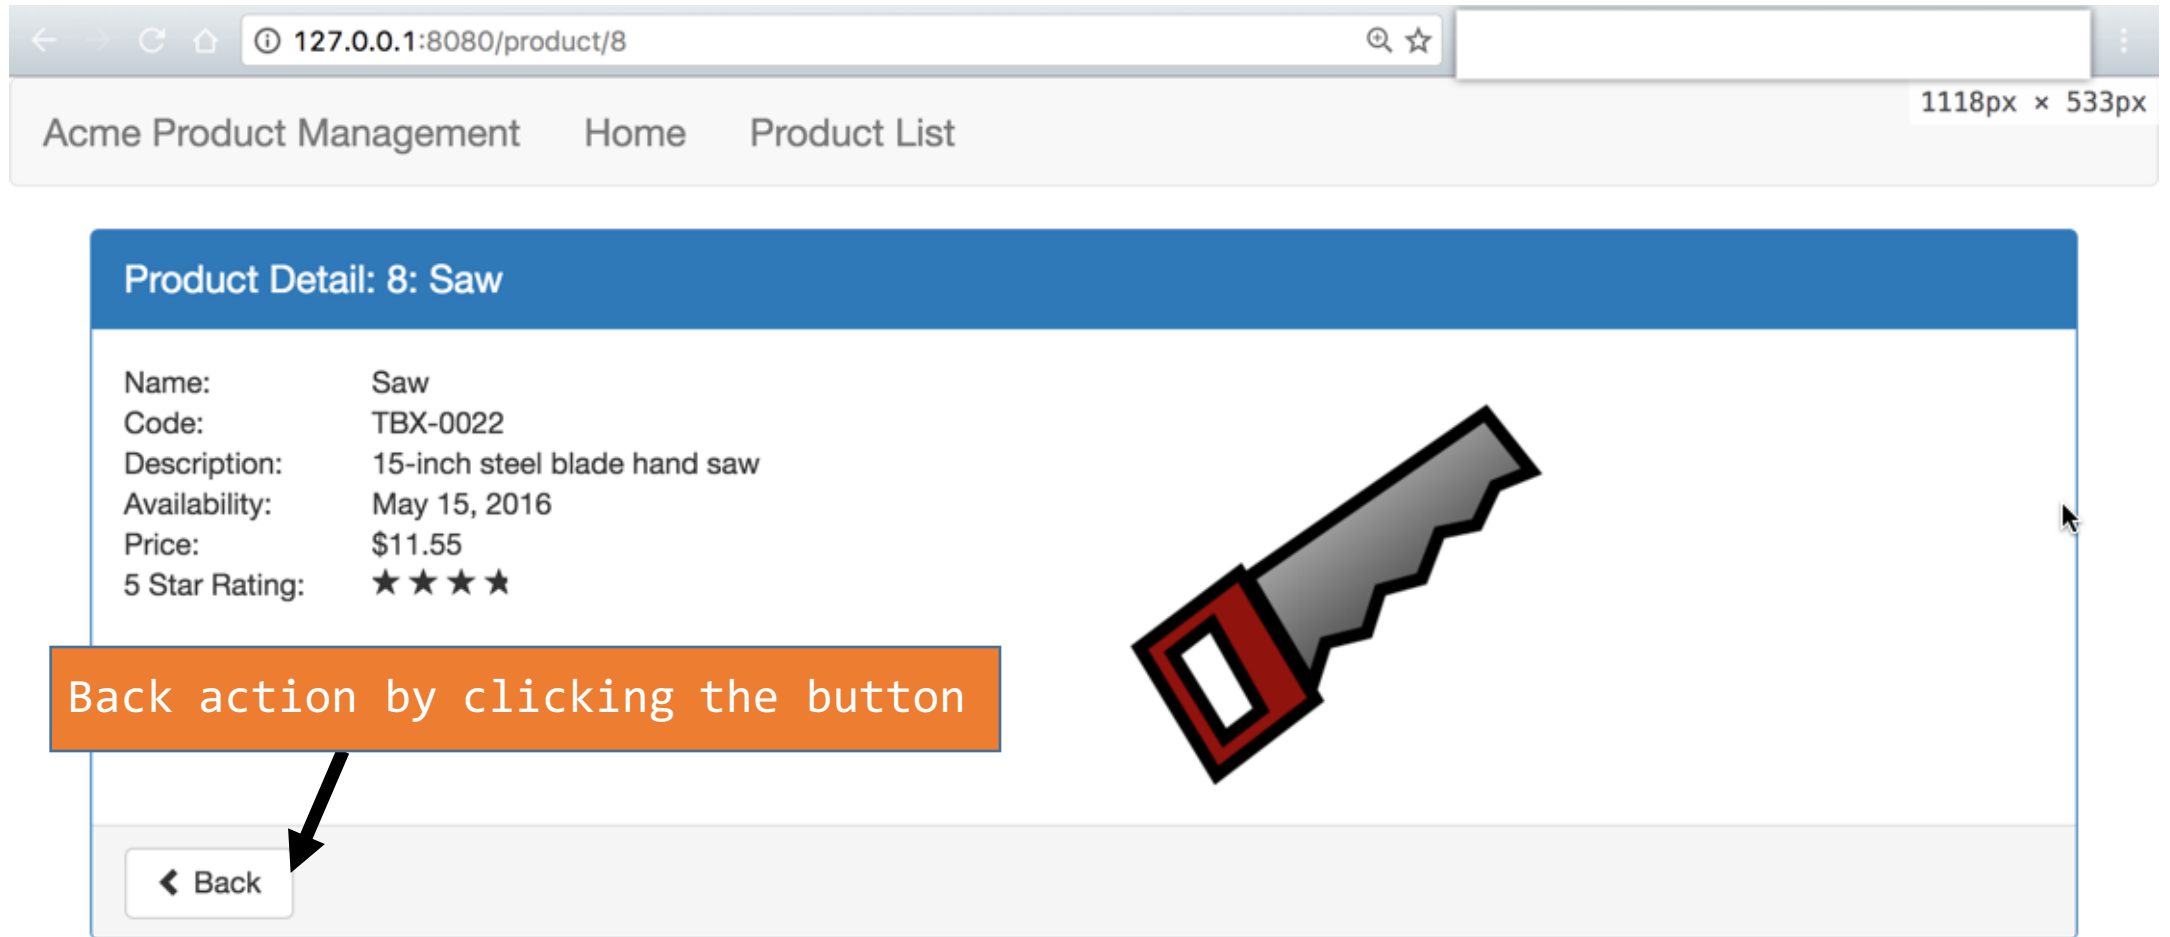 127.0.0.1:8080/product/8
1118px × 533px
Acme Product Management Home Product List
Product Detail: 8: Saw
Name: Saw
Code: TBX-0022
Description: 15-inch steel blade hand saw
Availability: May 15, 2016
Price: $11.55
5 Star Rating:
Back action by clicking the button
Back